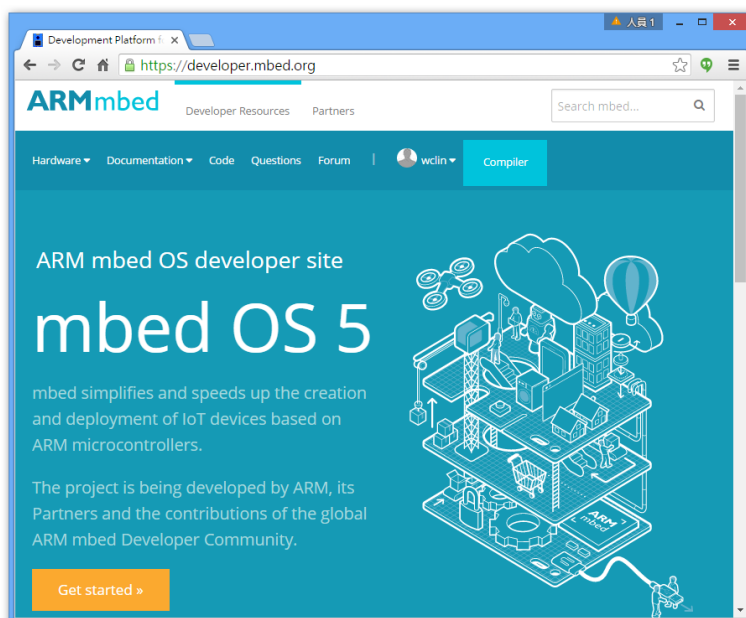 人員 1
Development Platform f
https://developer.mbed.org
ARMmbed
Developer Resources Partners
Search mbed...
Hardware Documentation Code Questions Forum | wclin Compiler
ARM mbed OS developer site
mbed OS 5
mbed simplifies and speeds up the creation
and deployment of IoT devices based on
ARM microcontrollers.
The project is being developed by ARM, its
Partners and the contributions of the global
ARM mbed Developer Community.
Get started »
ARM
mbed